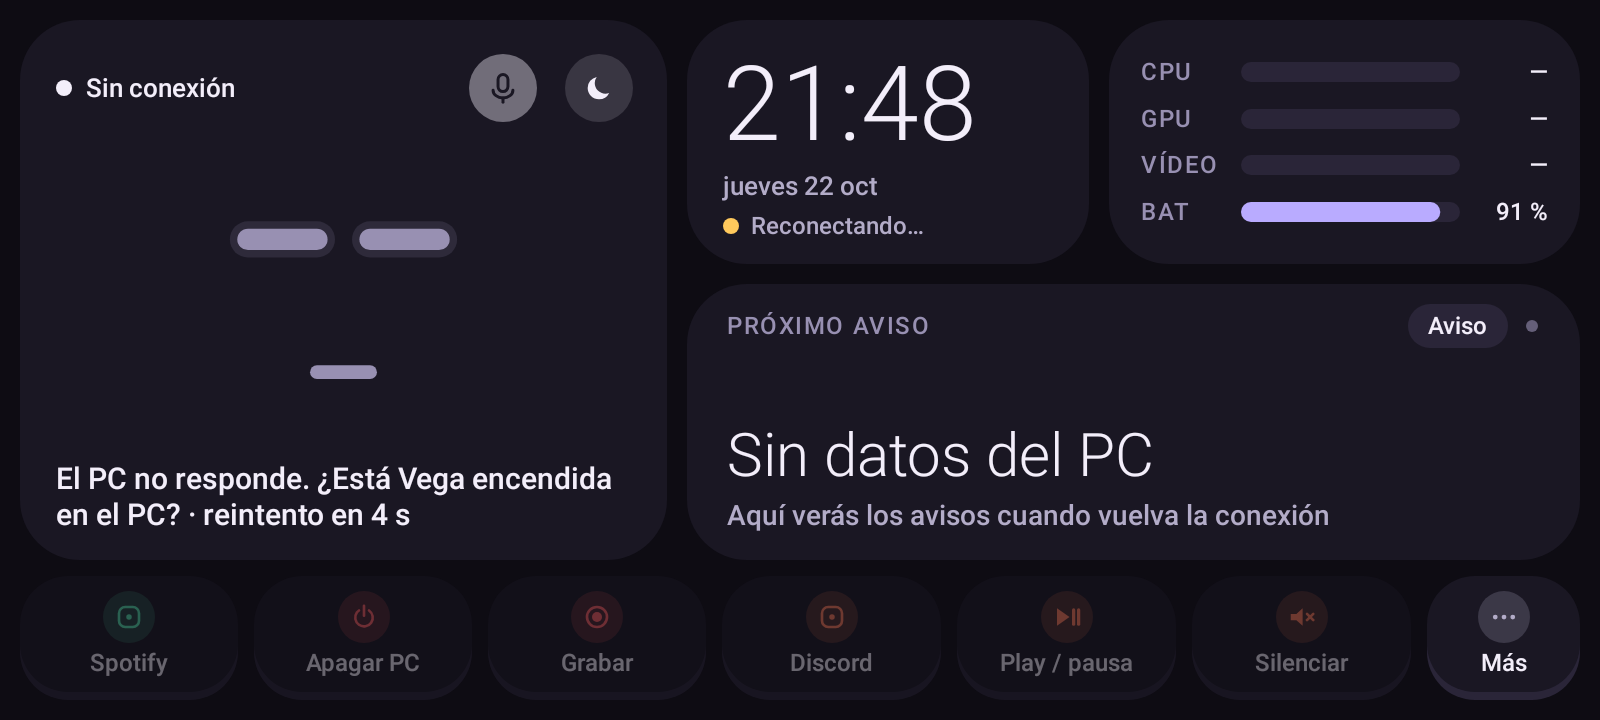 Sin conexión
El PC no responde. ¿Está Vega encendida
en el PC? · reintento en 4 s
21:48
jueves 22 oct
Reconectando...
CPU –
GPU –
VÍDEO –
BAT 91 %
PRÓXIMO AVISO
Aviso
Sin datos del PC
Aquí verás los avisos cuando vuelva la conexión
Spotify
Apagar PC
Grabar
Discord
Play / pausa
Silenciar
Más